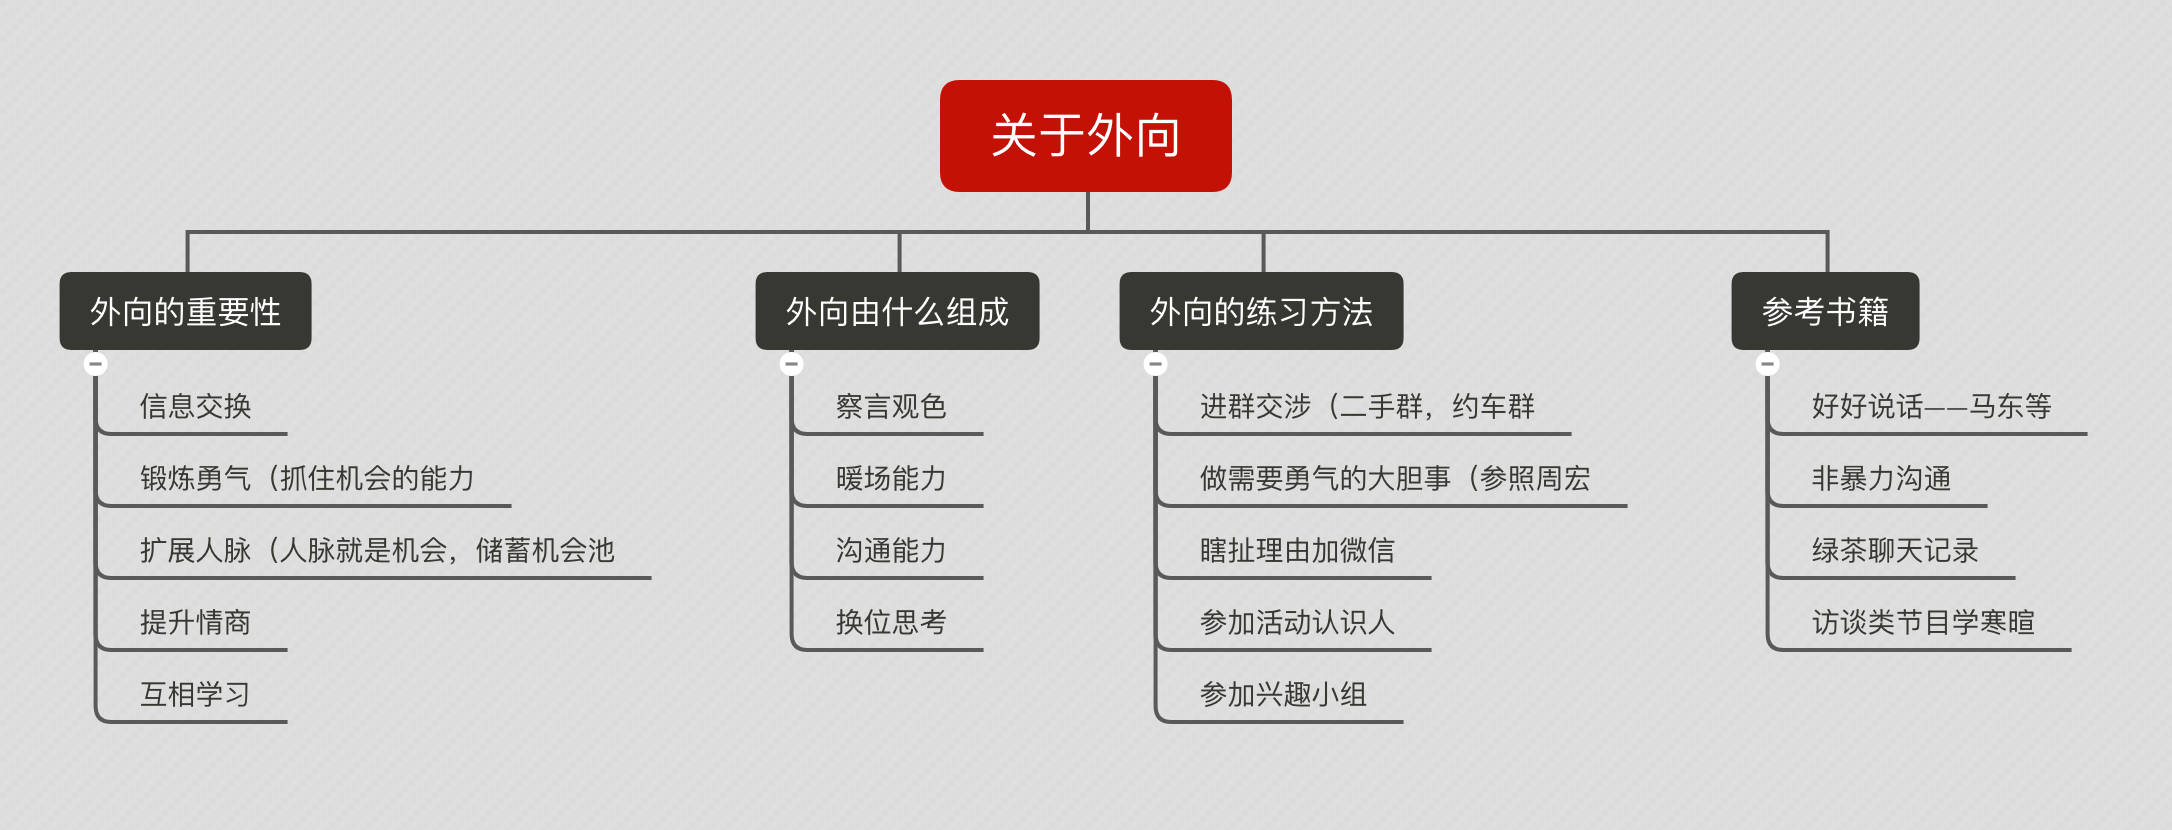 关于外向
外向的重要性
信息交换
锻炼勇气（抓住机会的能力
扩展人脉（人脉就是机会，储蓄机会池
提升情商
互相学习
外向由什么组成
察言观色
暖场能力
沟通能力
换位思考
外向的练习方法
进群交涉（二手群，约车群
做需要勇气的大胆事（参照周宏
瞎扯理由加微信
参加活动认识人
参加兴趣小组
参考书籍
好好说话——马东等
非暴力沟通
绿茶聊天记录
访谈类节目学寒暄